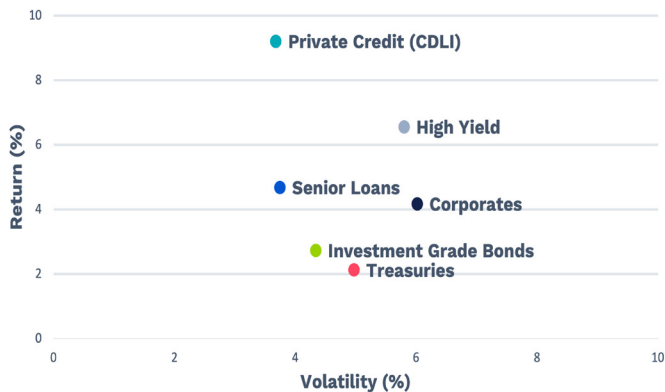 10
Private Credit (CDLI)
8
High Yield
6
Senior Loans
Corporates
4
Investment Grade Bonds
Treasuries
2
0
Return (%)
0 2 4 6 8 10
Volatility (%)